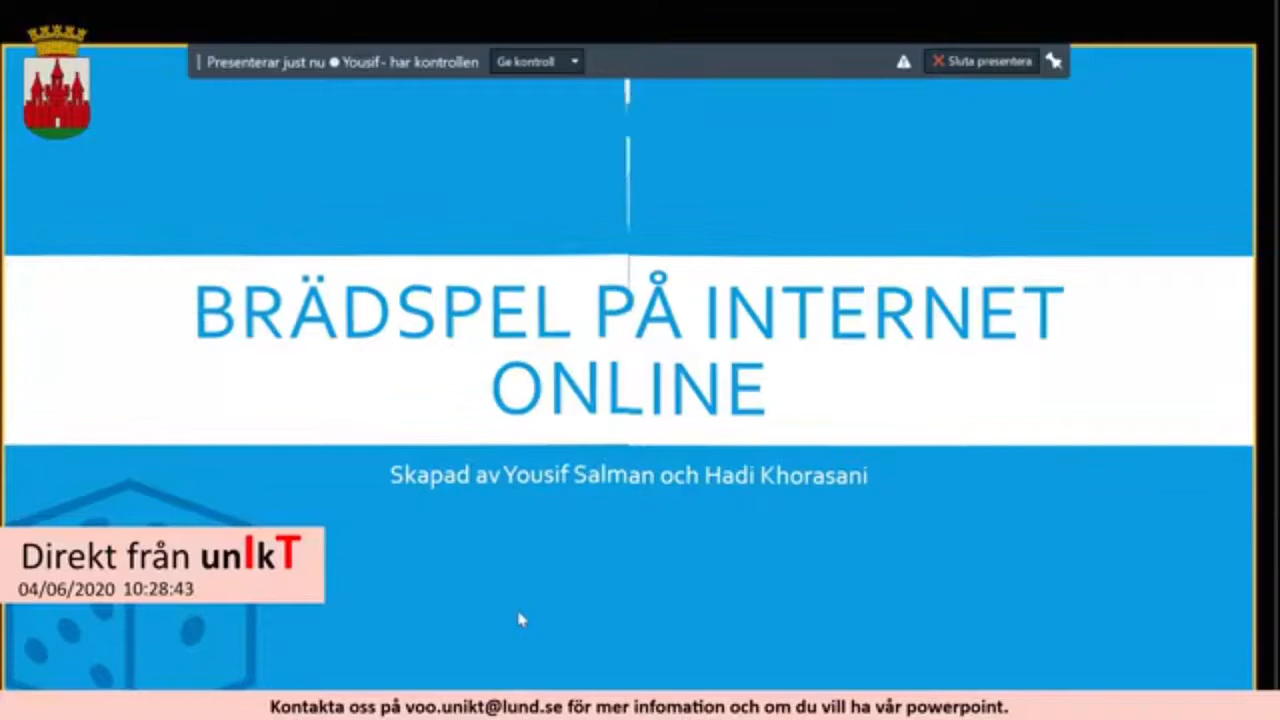 Presenterar just nu ● Yousif - har kontrollen Ge kontroll Sluta presentera
BRÄDSPEL PÅ INTERNET
ONLINE
Skapad av Yousif Salman och Hadi Khorasani
Direkt från unIkT
04/06/2020 10:28:43
Kontakta oss på voo.unikt@lund.se för mer infomation och om du vill ha vår powerpoint.